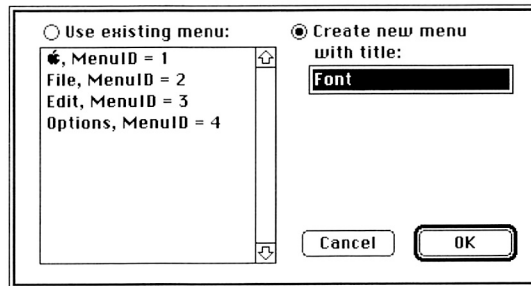 Use existing menu:
, MenuID = 1
File, MenuID = 2
Edit, MenuID = 3
Options, MenuID = 4
Create new menu
with title:
Font
Cancel
OK